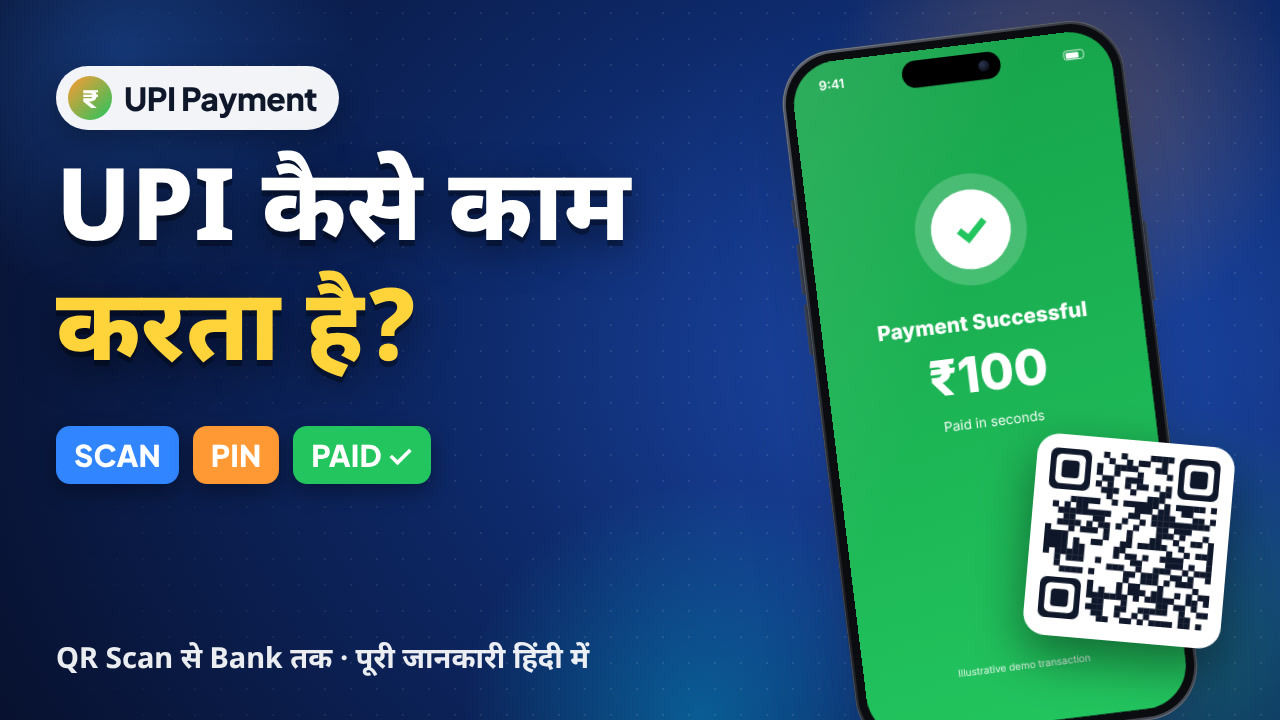 ₹ UPI Payment
UPI कैसे काम
करता है?
SCAN PIN PAID ✓
QR Scan से Bank तक · पूरी जानकारी हिंदी में
9:41
Payment Successful
₹100
Paid in seconds
Illustrative demo transaction